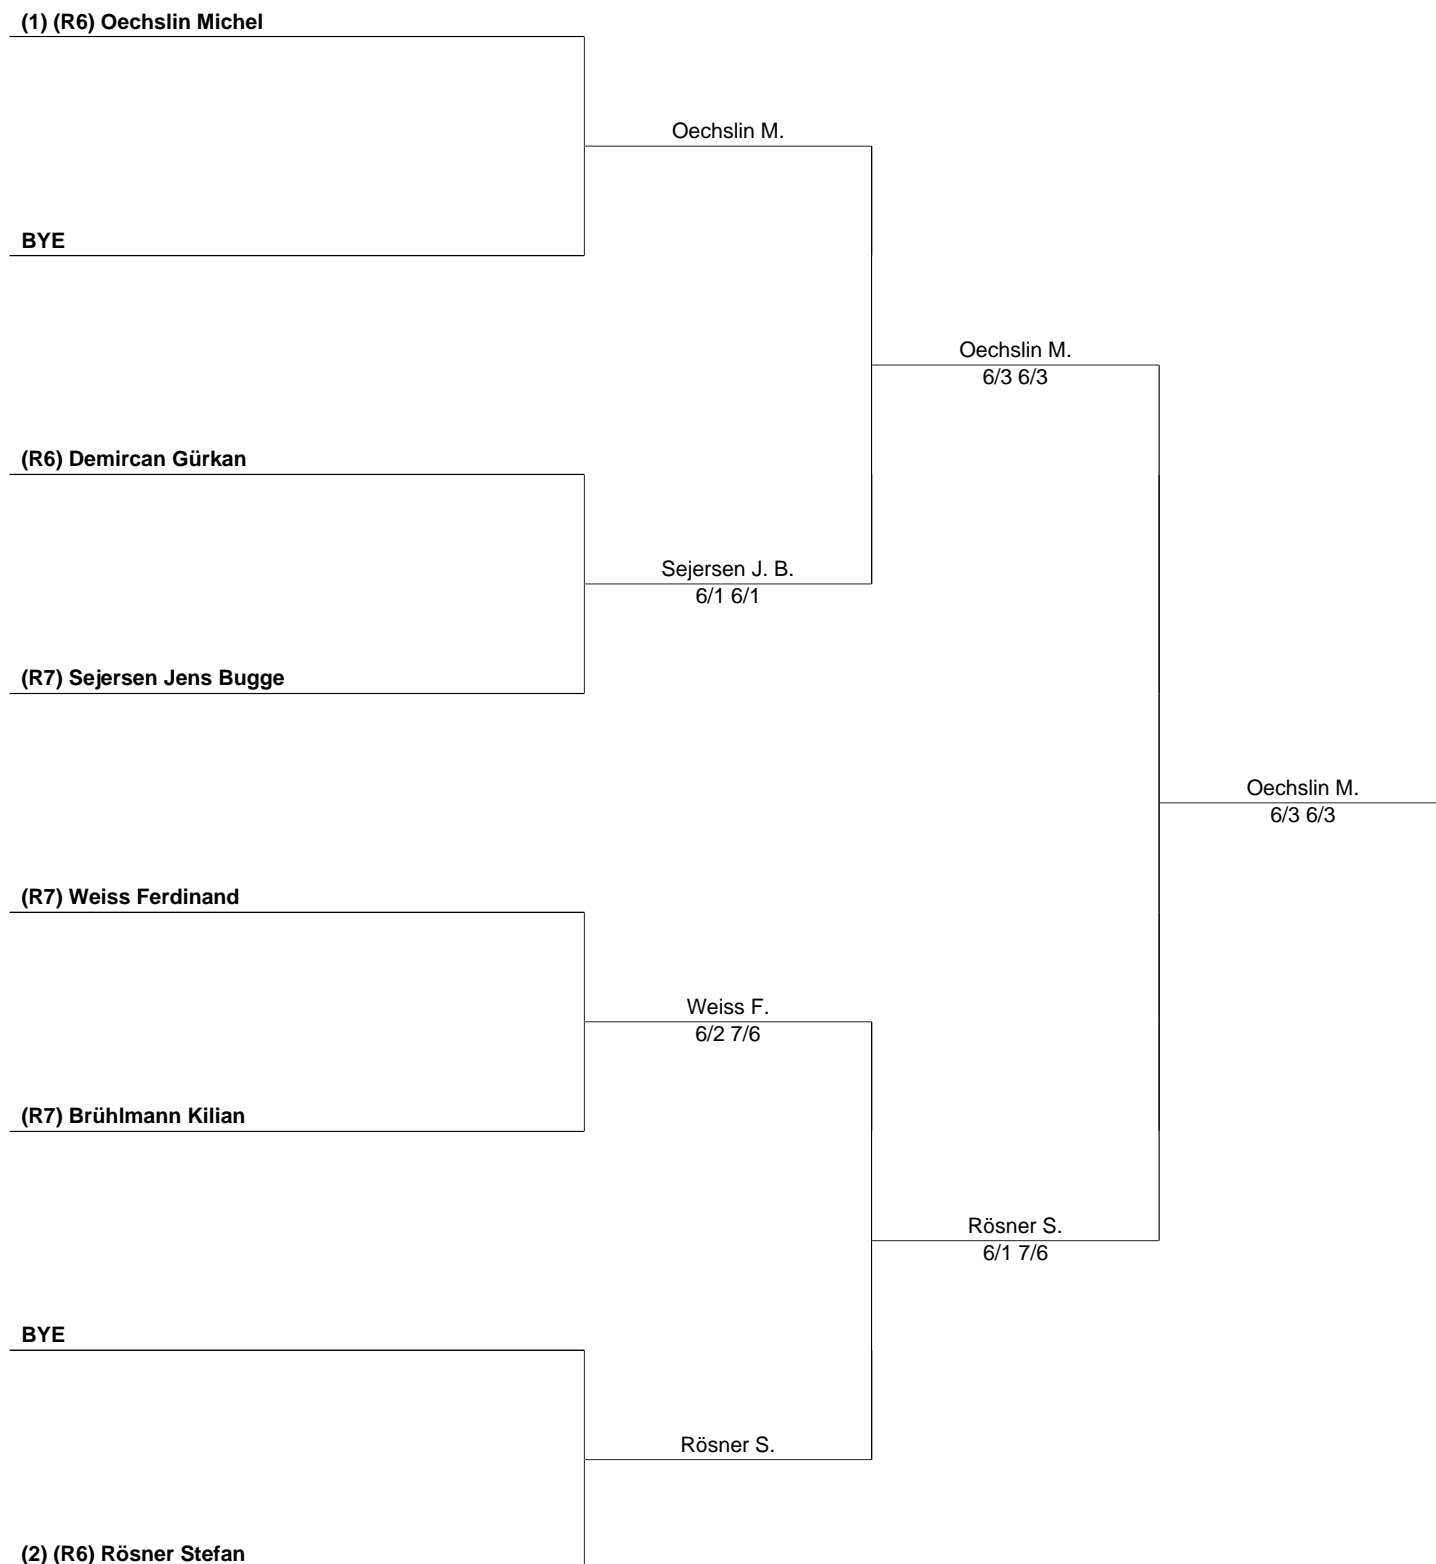 (1) (R6) Oechslin Michel
Oechslin M.
BYE
Oechslin M.
6/3 6/3
(R6) Demircan Gürkan
Sejersen J. B.
6/1 6/1
(R7) Sejersen Jens Bugge
Oechslin M.
6/3 6/3
(R7) Weiss Ferdinand
Weiss F.
6/2 7/6
(R7) Brühlmann Kilian
Rösner S.
6/1 7/6
BYE
Rösner S.
(2) (R6) Rösner Stefan